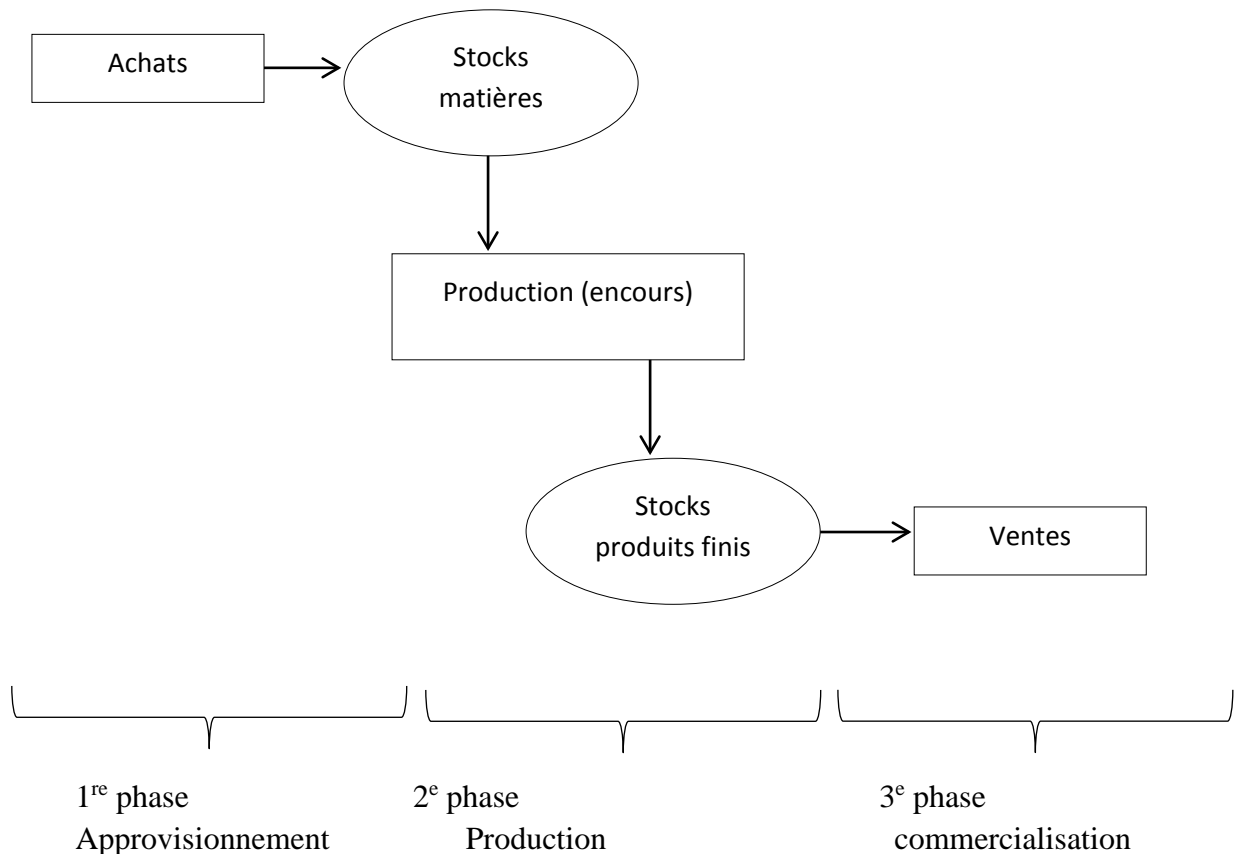 Achats
Stocks
matières
Production (encours)
Stocks
produits finis
Ventes
1re phase
Approvisionnement
2e phase
Production
3e phase
commercialisation